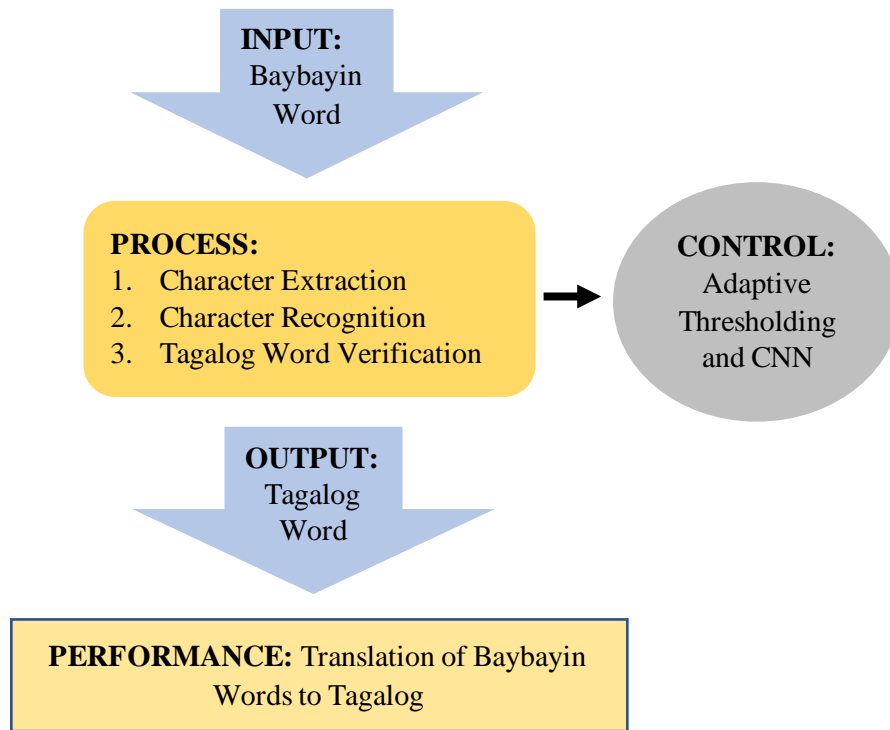 INPUT:
Baybayin
Word
PROCESS:
1. Character Extraction
2. Character Recognition
3. Tagalog Word Verification
CONTROL:
Adaptive
Thresholding
and CNN
OUTPUT:
Tagalog
Word
PERFORMANCE: Translation of Baybayin
Words to Tagalog